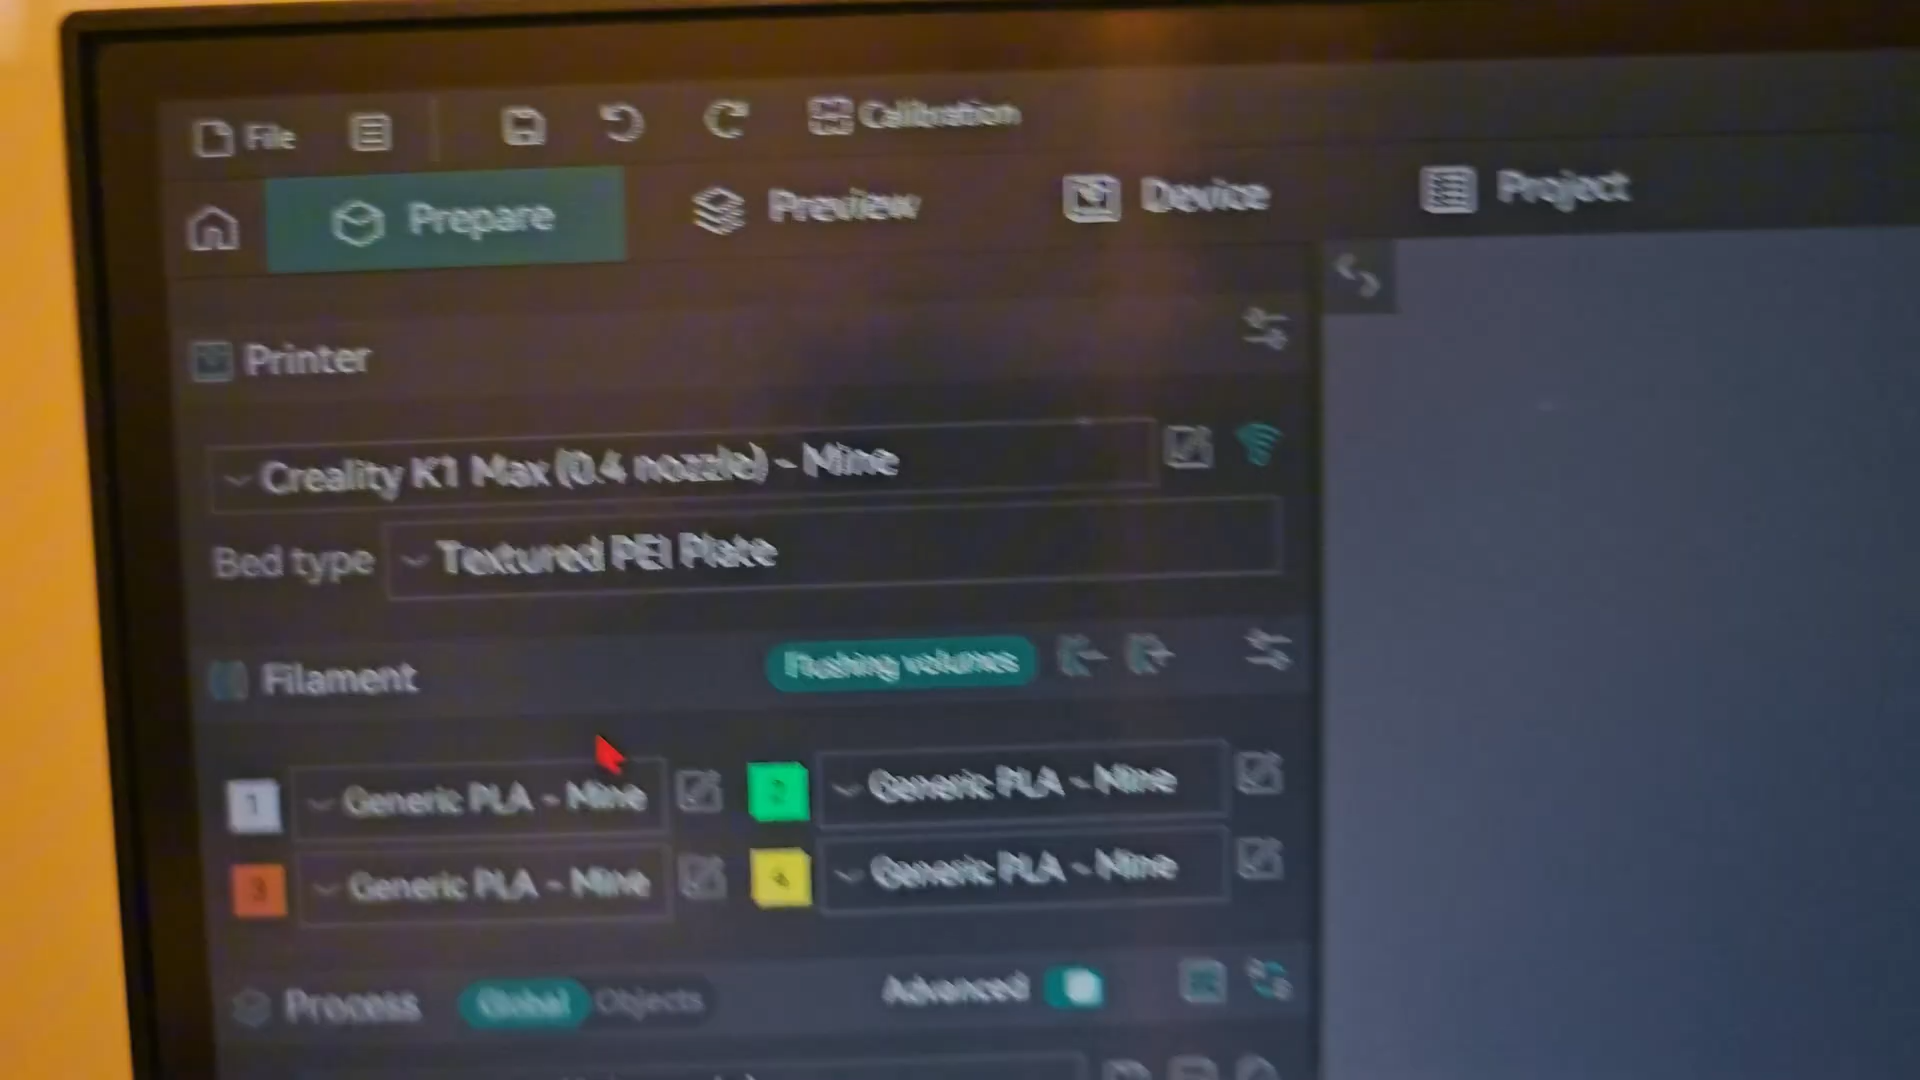 File Calibration
Prepare Preview Device Project
Printer
Creality K1 Max (0.4 nozzle) - Mine
Bed type Textured PEI Plate
Filament Flushing volumes
1 Generic PLA - Mine 2 Generic PLA - Mine
3 Generic PLA - Mine 4 Generic PLA - Mine
Process Global Objects Advanced